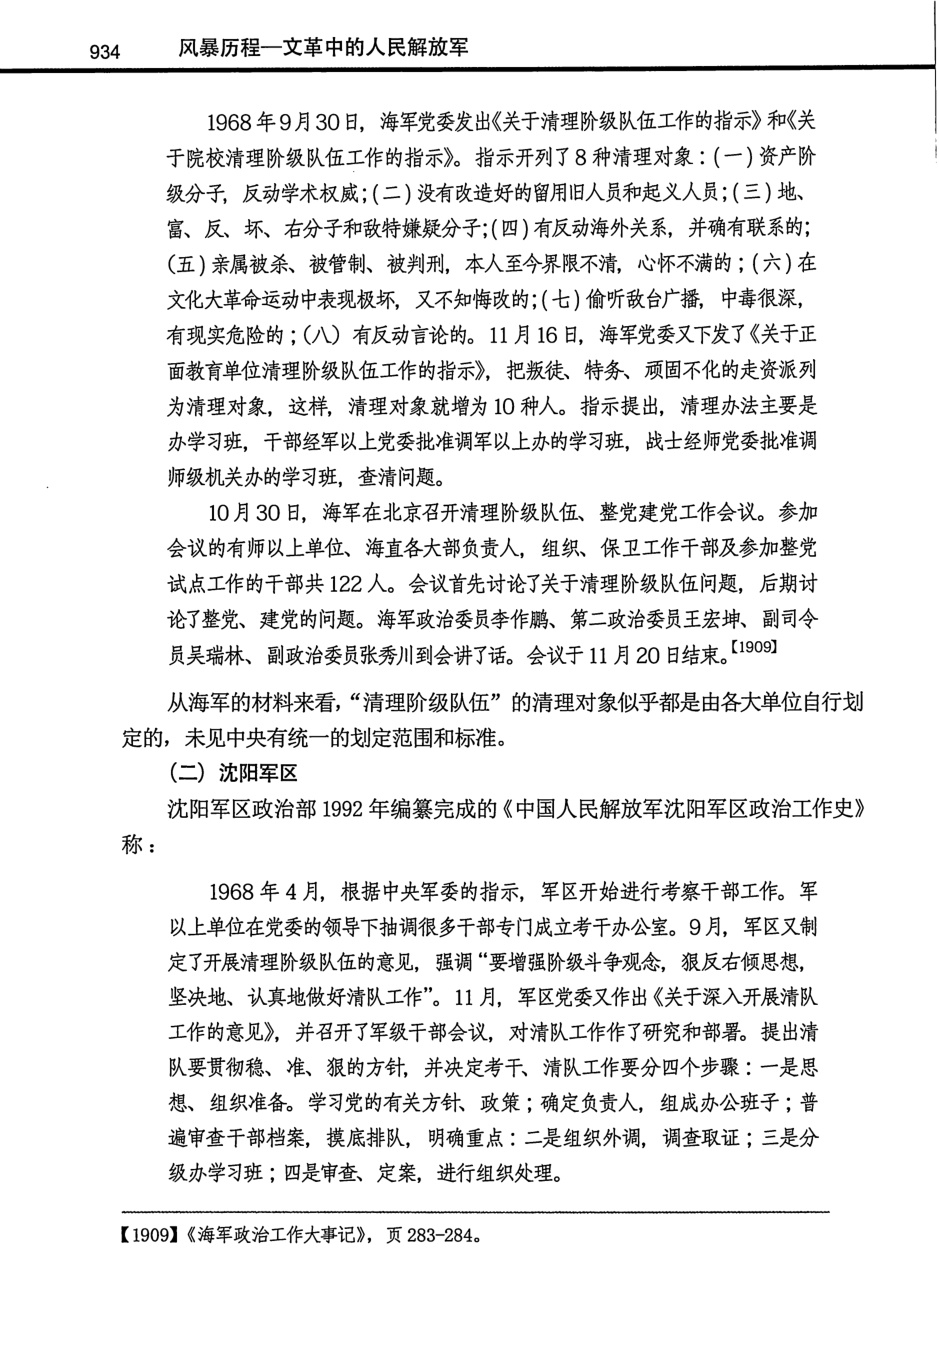 934 风暴历程—文革中的人民解放军
1968 年9月30日，海军党委发出《关于清理阶级队伍工作的指示》和《关
于院校清理阶级队伍工作的指示》。指示开列了 8 种清理对象：(一) 资产阶
级分子，反动学术权威；(二) 没有改造好的留用旧人员和起义人员；(三) 地、
富、反、坏、右分子和敌特嫌疑分子；(四) 有反动海外关系，并确有联系的；
(五) 亲属被杀、被管制、被判刑，本人至今界限不清，心怀不满的；(六) 在
文化大革命运动中表现极坏，又不知悔改的；(七) 偷听敌台广播，中毒很深，
有现实危险的；(八) 有反动言论的。11 月 16 日，海军党委又下发了《关于正
面教育单位清理阶级队伍工作的指示》，把叛徒、特务、顽固不化的走资派列
为清理对象，这样，清理对象就增为 10 种人。指示提出，清理办法主要是
办学习班，干部经军以上党委批准调军以上办的学习班，战士经师党委批准调
师级机关办的学习班，查清问题。
10 月 30 日，海军在北京召开清理阶级队伍、整党建党工作会议。参加
会议的有师以上单位、海直各大部负责人，组织、保卫工作干部及参加整党
试点工作的干部共 122 人。会议首先讨论了关于清理阶级队伍问题，后期讨
论了整党、建党的问题。海军政治委员李作鹏、第二政治委员王宏坤、副司令
员吴瑞林、副政治委员张秀川到会讲了话。会议于 11 月 20 日结束。【1909】
从海军的材料来看，“清理阶级队伍”的清理对象似乎都是由各大单位自行划
定的，未见中央有统一的划定范围和标准。
(二) 沈阳军区
沈阳军区政治部 1992 年编纂完成的《中国人民解放军沈阳军区政治工作史》
称：
1968 年 4 月，根据中央军委的指示，军区开始进行考察干部工作。军
以上单位在党委的领导下抽调很多干部专门成立考干办公室。9 月，军区又制
定了开展清理阶级队伍的意见，强调“要增强阶级斗争观念，狠反右倾思想，
坚决地、认真地做好清队工作”。11 月，军区党委又作出《关于深入开展清队
工作的意见》，并召开了军级干部会议，对清队工作作了研究和部署。提出清
队要贯彻稳、准、狠的方针，并决定考干、清队工作要分四个步骤：一是思
想、组织准备。学习党的有关方针、政策；确定负责人，组成办公班子；普
遍审查干部档案，摸底排队，明确重点：二是组织外调，调查取证；三是分
级办学习班；四是审查、定案，进行组织处理。
【1909】《海军政治工作大事记》，页 283-284。